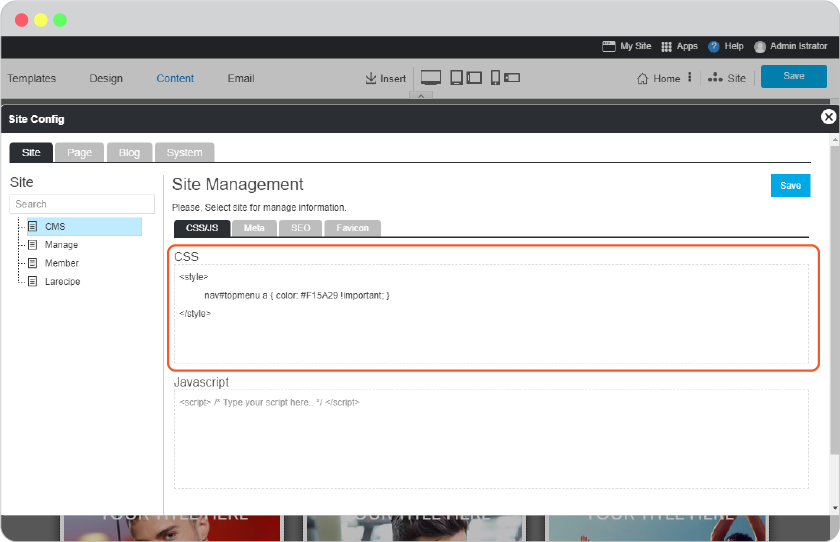 My Site Apps ? Help Admin Istrator
Templates Design Content Email Insert Home Site Save
Site Config
Site Page Blog System
Site
Search
CMS
Manage
Member
Larecipe
Site Management
Save
Please, Select site for manage information.
CSS/JS Meta SEO Favicon
CSS
<style>
nav#topmenu a { color: #F15A29 !important; }
</style>
Javascript
<script> /* Type your script here.. */ </script>
YOUR TITLE HERE YOUR TITLE HERE YOUR TITLE HERE